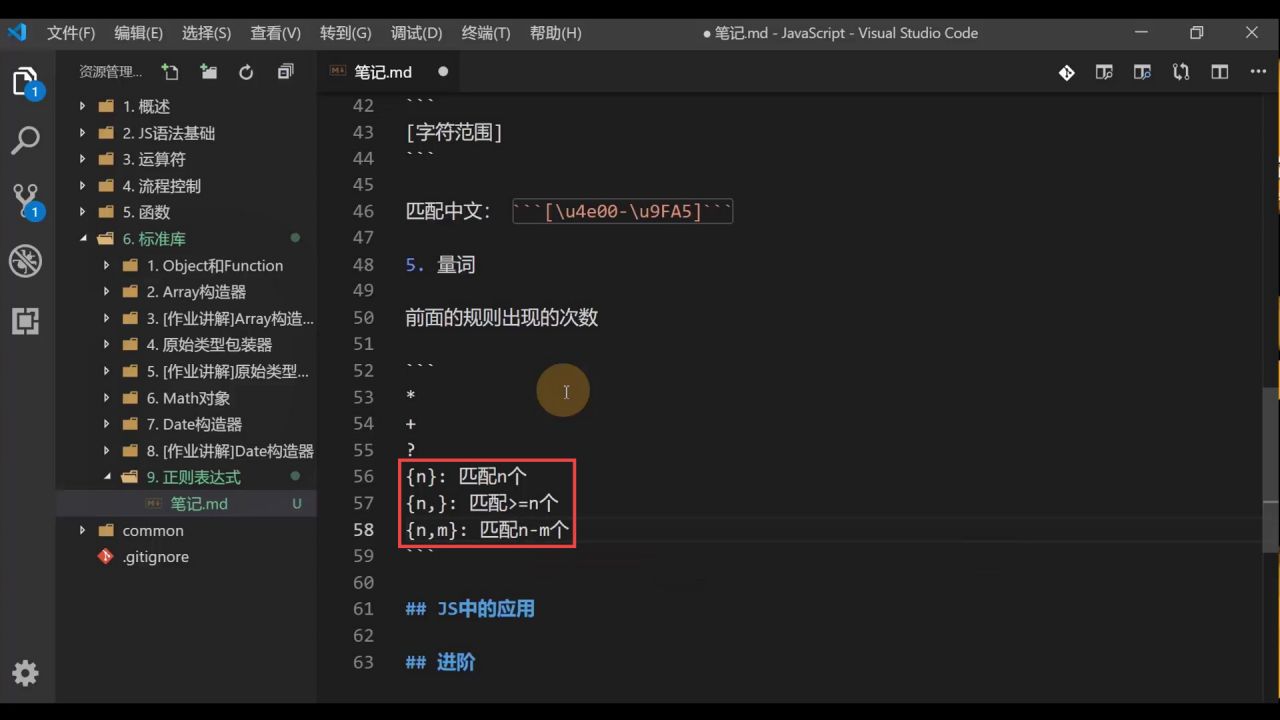 文件(F) 编辑(E) 选择(S) 查看(V) 转到(G) 调试(D) 终端(T) 帮助(H) ● 笔记.md - JavaScript - Visual Studio Code
资源管理... 笔记.md ●
1
1
1. 概述
2. JS语法基础
3. 运算符
4. 流程控制
5. 函数
6. 标准库
1. Object和Function
2. Array构造器
3. [作业讲解]Array构造...
4. 原始类型包装器
5. [作业讲解]原始类型...
6. Math对象
7. Date构造器
8. [作业讲解]Date构造器
9. 正则表达式
笔记.md U
common
.gitignore
42 ```
43 [字符范围]
44 ```
45
46 匹配中文: ```[\u4e00-\u9FA5]```
47
48 5. 量词
49
50 前面的规则出现的次数
51
52 ```
53 *
54 +
55 ?
56 {n}: 匹配n个
57 {n,}: 匹配>=n个
58 {n,m}: 匹配n-m个
59 ```
60
61 ## JS中的应用
62
63 ## 进阶